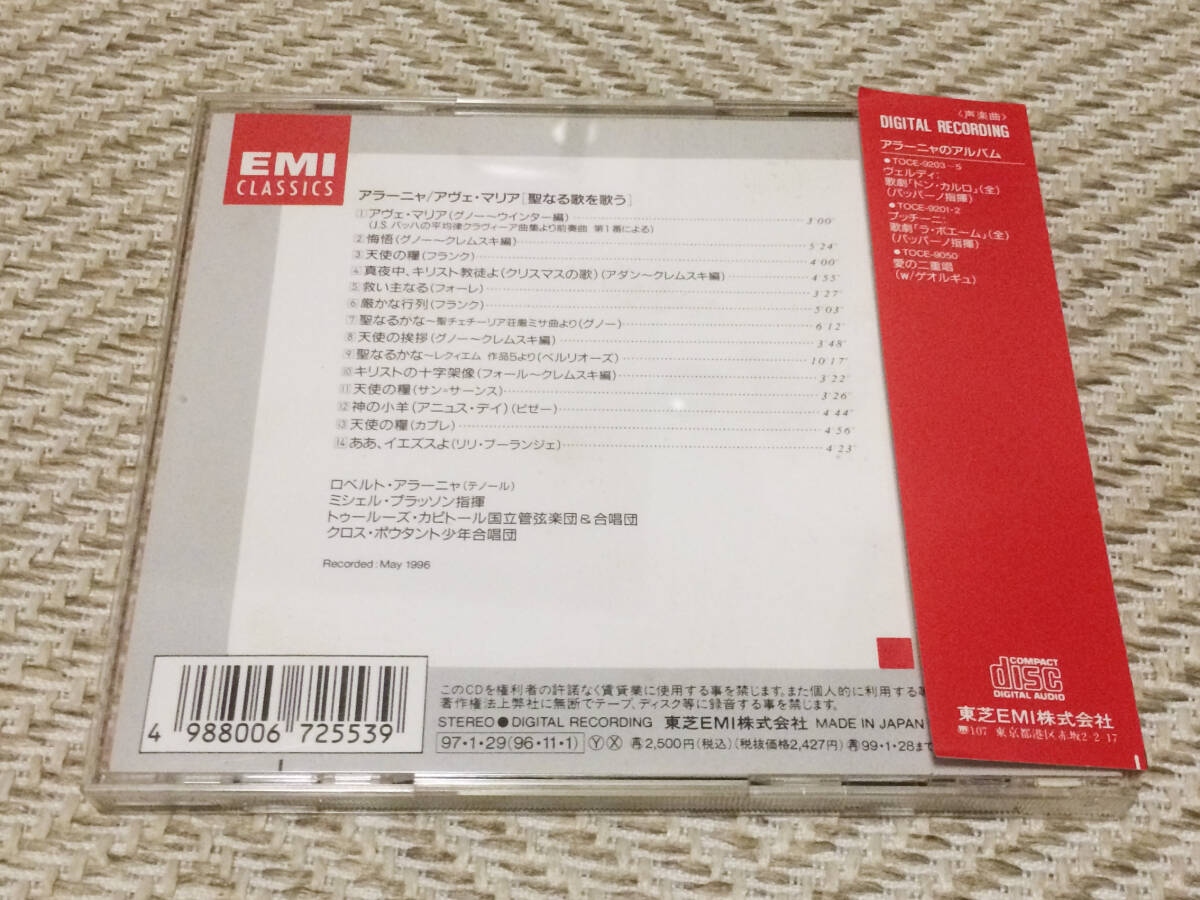 EMI
CLASSICS
アラーニャ/アヴェ・マリア[聖なる歌を歌う]
1 アヴェ・マリア(グノー〜ウインター編) 3'00"
(J.S.バッハの平均律クラヴィーア曲集より前奏曲 第1番による)
2 悔悟(グノー〜クレムスキ編) 5'24"
3 天使の糧(フランク) 4'00"
4 真夜中、キリスト教徒よ(クリスマスの歌)(アダン〜クレムスキ編) 4'55"
5 救い主なる(フォーレ) 3'27"
6 厳かな行列(フランク) 5'03"
7 聖なるかな〜聖チェチーリア荘厳ミサ曲より(グノー) 6'12"
8 天使の挨拶(グノー〜クレムスキ編) 3'48"
9 聖なるかな〜レクィエム 作品5より(ベルリオーズ) 10'17"
10 キリストの十字架像(フォール〜クレムスキ編) 3'22"
11 天使の糧(サン=サーンス) 3'26"
12 神の小羊(アニュス・デイ)(ビゼー) 4'44"
13 天使の糧(カプレ) 4'56"
14 ああ、イエズスよ(リリ・ブーランジェ) 4'23"
ロベルト・アラーニャ(テノール)
ミシェル・プラッソン指揮
トゥールーズ・カピトール国立管弦楽団&合唱団
クロス・ボウタント少年合唱団
Recorded: May 1996
このCDを権利者の許諾なく賃貸業に使用する事を禁じます。また個人的に利用する等
著作権法上弊社に無断でテープ、ディスク等に録音する事を禁じます。
STEREO●DIGITAL RECORDING 東芝EMI株式会社 MADE IN JAPAN
97・1・29(96・11・1) Ⓨ Ⓧ 再2,500円(税込)(税抜価格2,427円)再99・1・28まで
4 988006 725539
〈声楽曲〉
DIGITAL RECORDING
アラーニャのアルバム
●TOCE-9203〜5
ヴェルディ:
歌劇「ドン・カルロ」(全)
(パッパーノ指揮)
●TOCE-9201・2
プッチーニ:
歌劇「ラ・ボエーム」(全)
(パッパーノ指揮)
●TOCE-9050
愛の二重唱
(w/ゲオルギュ)
COMPACT
disc
DIGITAL AUDIO
東芝EMI株式会社
〒107 東京都港区赤坂2-2-17